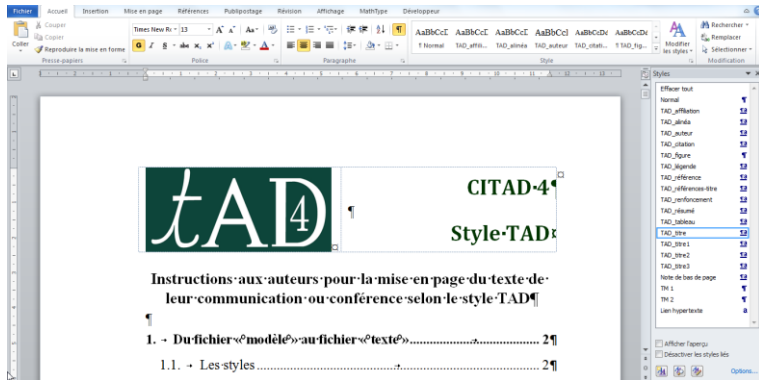 Fichier Accueil Insertion Mise en page Références Publipostage Révision Affichage MathType Développeur
Couper
Copier
Reproduire la mise en forme
Coller
Presse-papiers
Times New Ro 13
G I S abc x₂ x²
Police
Paragraphe
AaBbCcI AaBbCcI AaBbCcI AaBbCcI AaBbCcDc AaBbCcDc
¶ Normal TAD_affili... TAD_alinéa TAD_auteur TAD_citati... ¶ TAD_fig...
Style
Modifier les styles
Rechercher
Remplacer
Sélectionner
Modification
Styles
Effacer tout
Normal
TAD_affiliation
TAD_alinéa
TAD_auteur
TAD_citation
TAD_figure
TAD_légende
TAD_référence
TAD_références-titre
TAD_renforcement
TAD_résumé
TAD_tableau
TAD_titre
TAD_titre1
TAD_titre2
TAD_titre3
Note de bas de page
TM 1
TM 2
Lien hypertexte
Afficher l'aperçu
Désactiver les styles liés
Options...
tAD 4
CITAD·4¶
¶
Style·TAD¤
Instructions·aux·auteurs·pour·la·mise·en·page·du·texte·de·
leur·communication·ou·conférence·selon·le·style·TAD¶
¶
1. → Du·fichier·«°modèle°»·au·fichier·«°texte°»→ 2¶
1.1. → Les·styles → 2¶